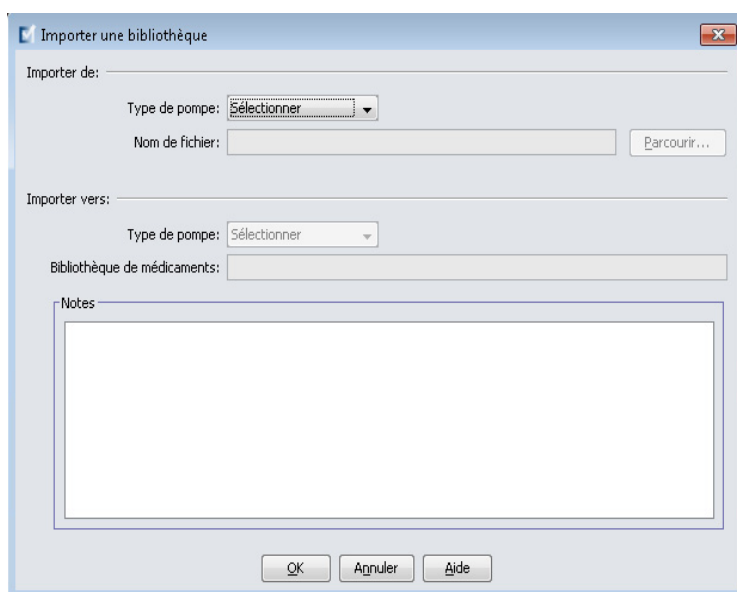 Importer une bibliothèque
Importer de:
Type de pompe: Sélectionner
Nom de fichier: Parcourir...
Importer vers:
Type de pompe: Sélectionner
Bibliothèque de médicaments:
Notes
OK Annuler Aide